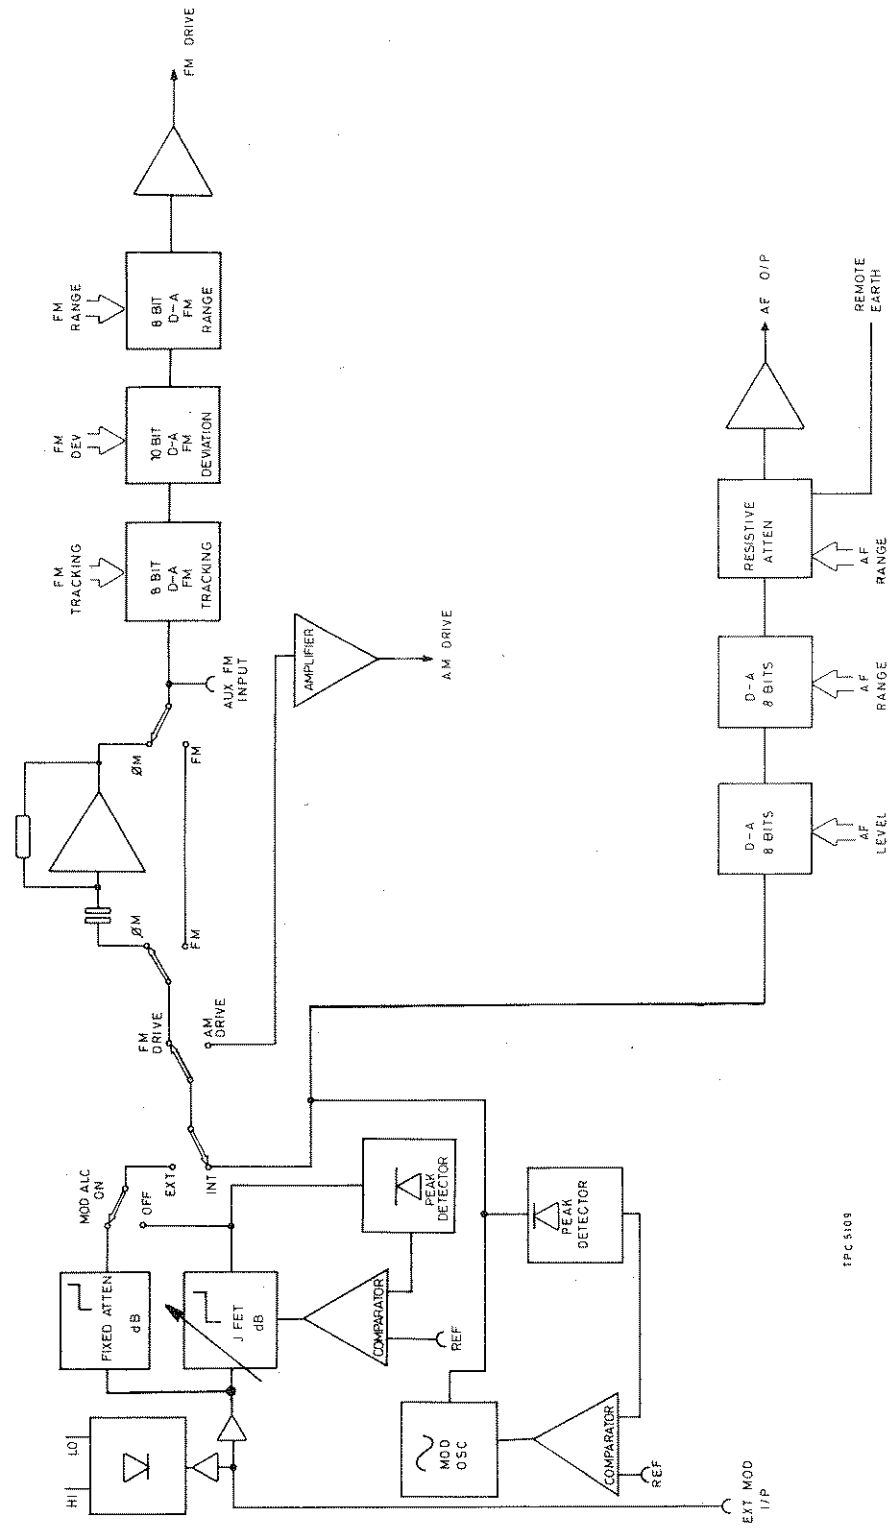 HI
LO
FIXED ATTEN
dB
J FET
dB
MOD ALC
ON
OFF
EXT
INT
COMPARATOR
REF
PEAK
DETECTOR
MOD
OSC
COMPARATOR
REF
PEAK
DETECTOR
EXT MOD
I/P
FM
DRIVE
AM
DRIVE
ØM
FM
ØM
FM
AUX FM
INPUT
AMPLIFIER
AM DRIVE
FM
TRACKING
8 BIT
D-A
FM
TRACKING
FM
DEV
10 BIT
D-A
FM
DEVIATION
FM
RANGE
8 BIT
D-A
FM
RANGE
FM DRIVE
D-A
8 BITS
AF
LEVEL
D-A
8 BITS
AF
RANGE
RESISTIVE
ATTEN
AF
RANGE
AF O/P
REMOTE
EARTH
TPC 5109